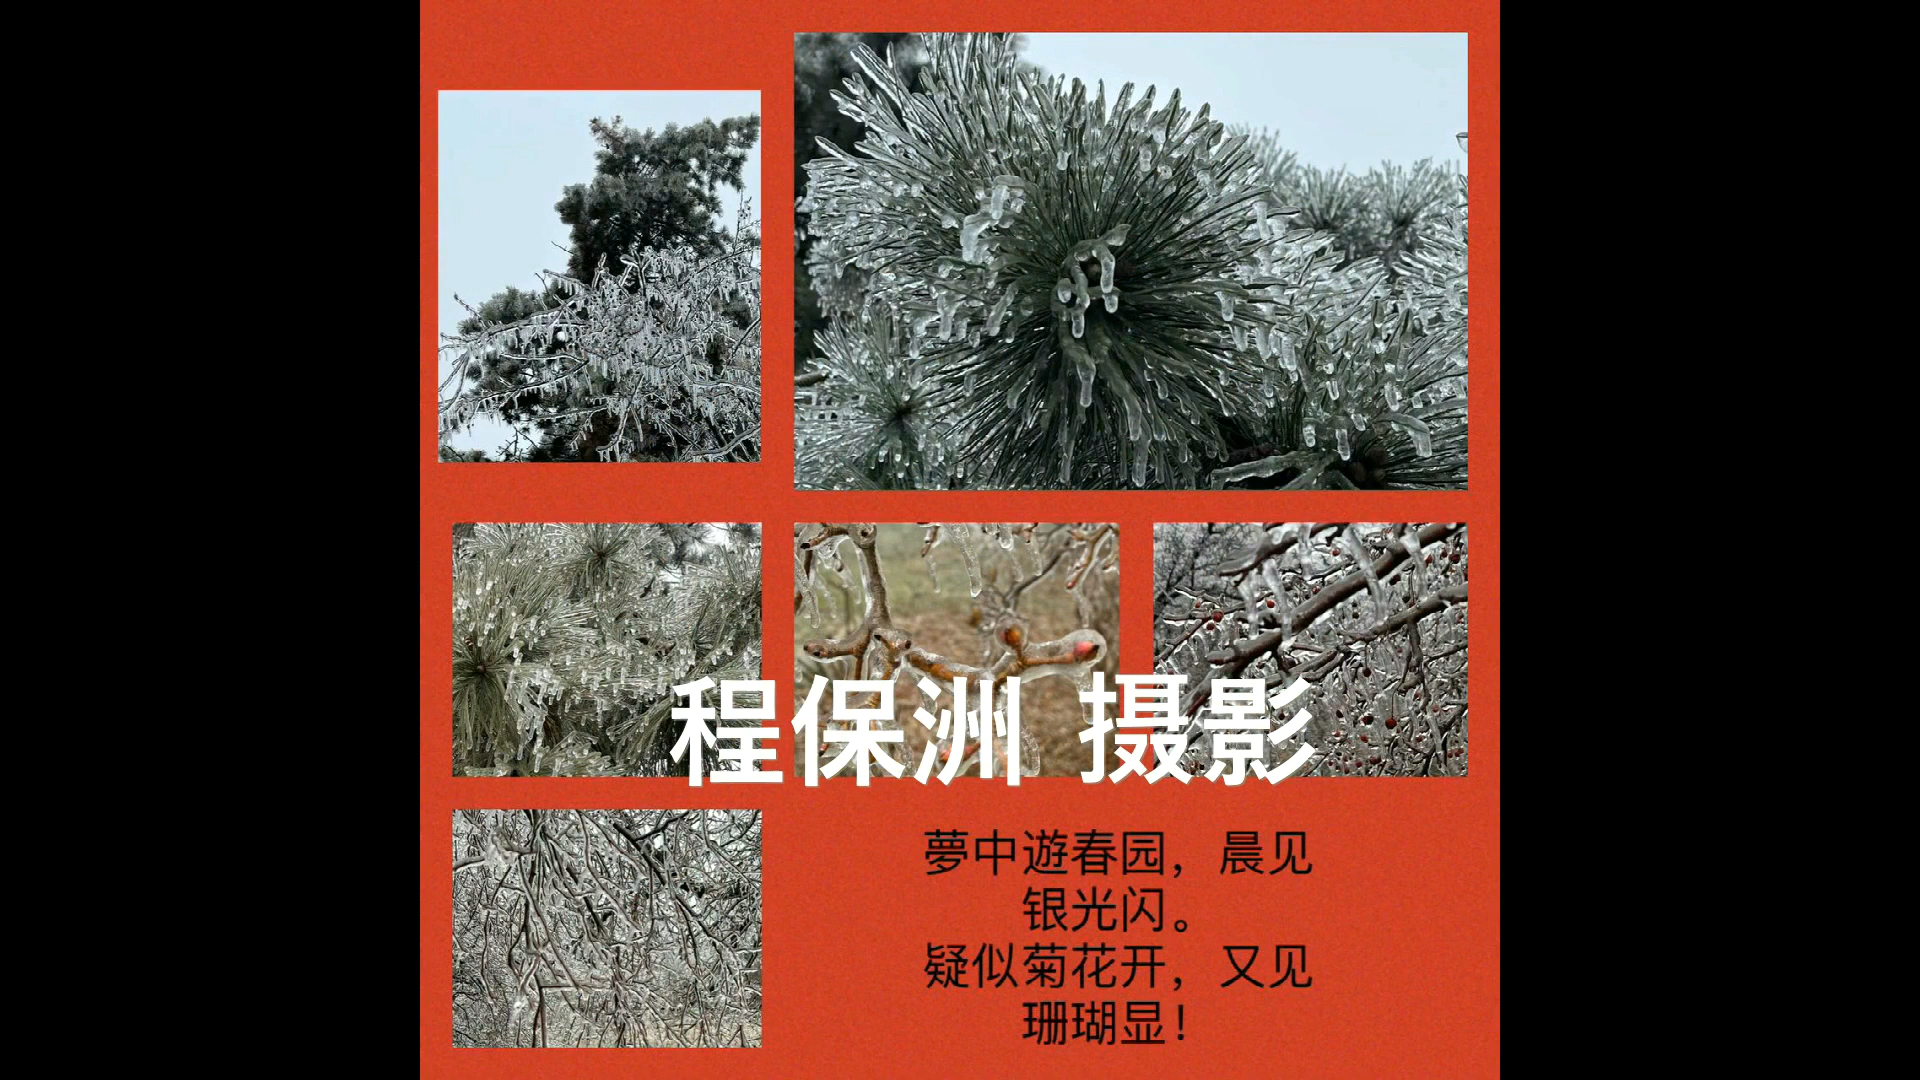 程保洲 摄影
夢中遊春园，晨见
银光闪。
疑似菊花开，又见
珊瑚显！